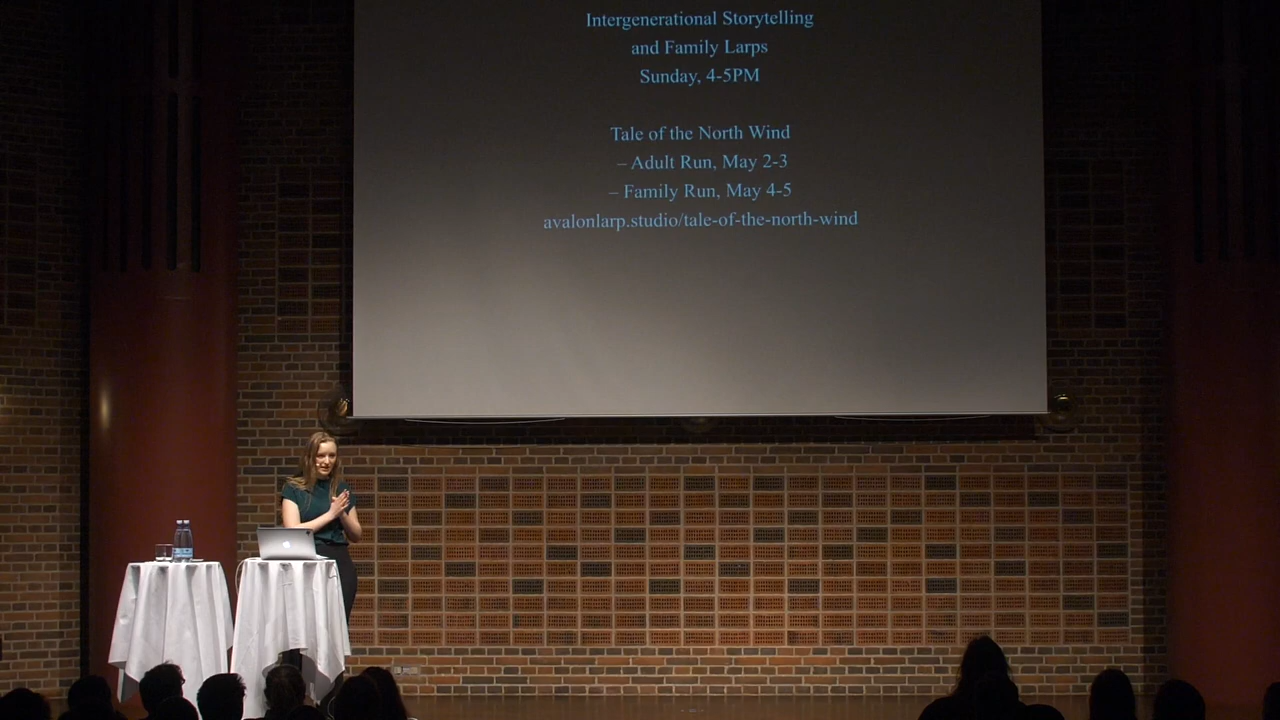 Intergenerational Storytelling
and Family Larps
Sunday, 4-5PM
Tale of the North Wind
– Adult Run, May 2-3
– Family Run, May 4-5
avalonlarp.studio/tale-of-the-north-wind